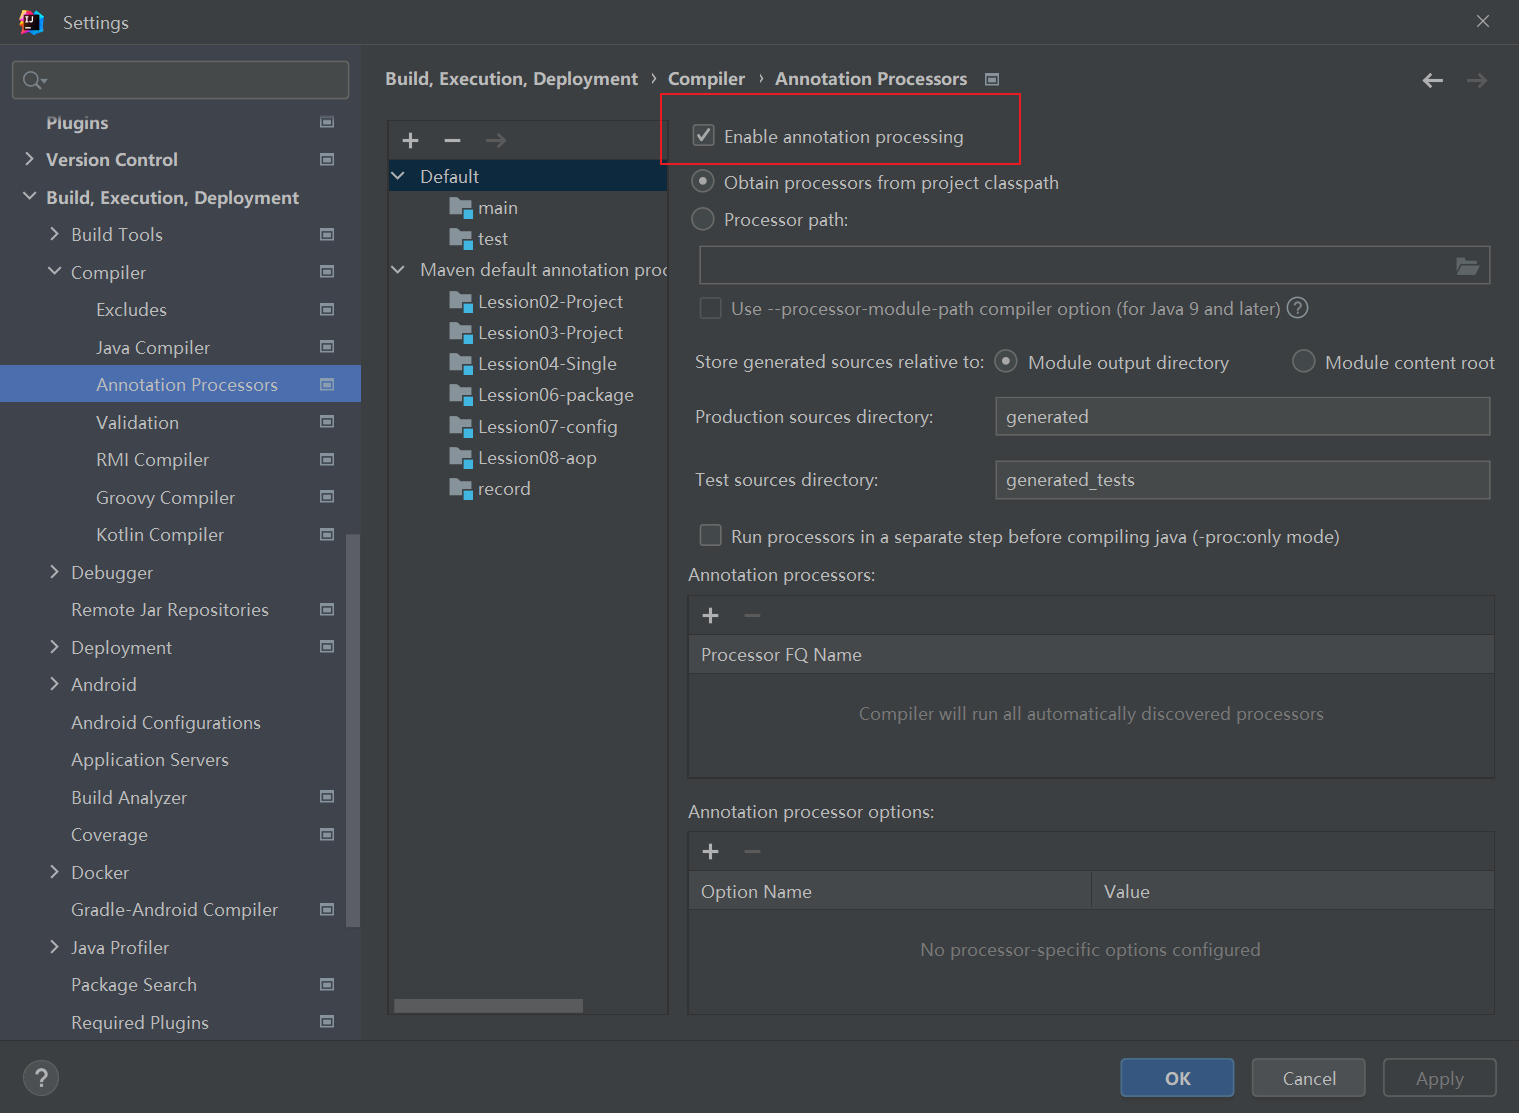 Settings
Plugins
Version Control
Build, Execution, Deployment
Build Tools
Compiler
Excludes
Java Compiler
Annotation Processors
Validation
RMI Compiler
Groovy Compiler
Kotlin Compiler
Debugger
Remote Jar Repositories
Deployment
Android
Android Configurations
Application Servers
Build Analyzer
Coverage
Docker
Gradle-Android Compiler
Java Profiler
Package Search
Required Plugins
Build, Execution, Deployment › Compiler › Annotation Processors
Default
main
test
Maven default annotation proc
Lession02-Project
Lession03-Project
Lession04-Single
Lession06-package
Lession07-config
Lession08-aop
record
Enable annotation processing
Obtain processors from project classpath
Processor path:
Use --processor-module-path compiler option (for Java 9 and later) ?
Store generated sources relative to: Module output directory Module content root
Production sources directory: generated
Test sources directory: generated_tests
Run processors in a separate step before compiling java (-proc:only mode)
Annotation processors:
Processor FQ Name
Compiler will run all automatically discovered processors
Annotation processor options:
Option Name Value
No processor-specific options configured
? OK Cancel Apply